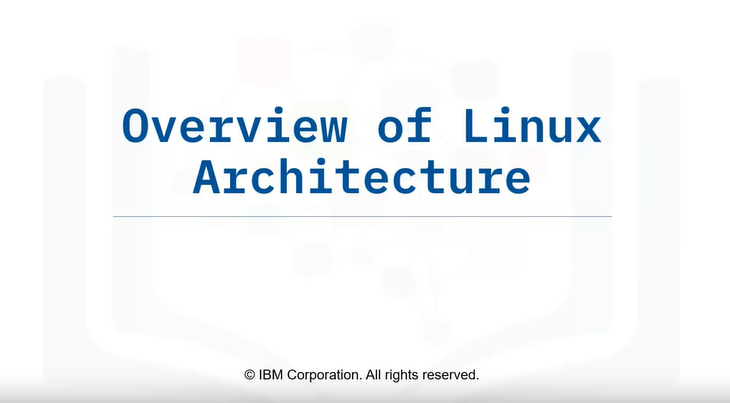 Overview of Linux
Architecture
© IBM Corporation. All rights reserved.